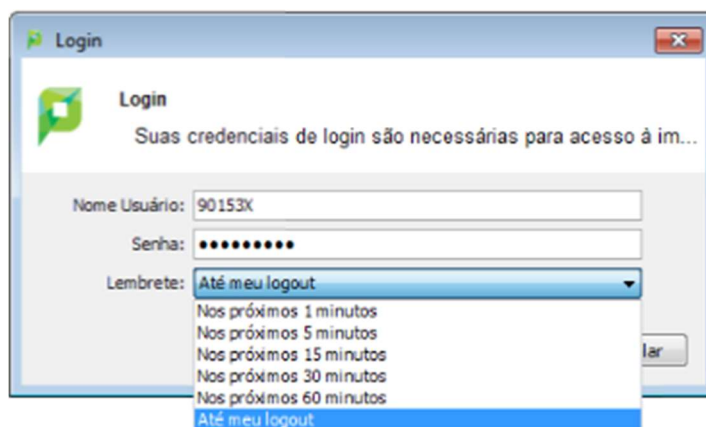 Login
Login
Suas credenciais de login são necessárias para acesso à im...
Nome Usuário: 90153X
Senha: •••••••••
Lembrete: Até meu logout
Nos próximos 1 minutos
Nos próximos 5 minutos
Nos próximos 15 minutos
Nos próximos 30 minutos
lar
Nos próximos 60 minutos
Até meu logout